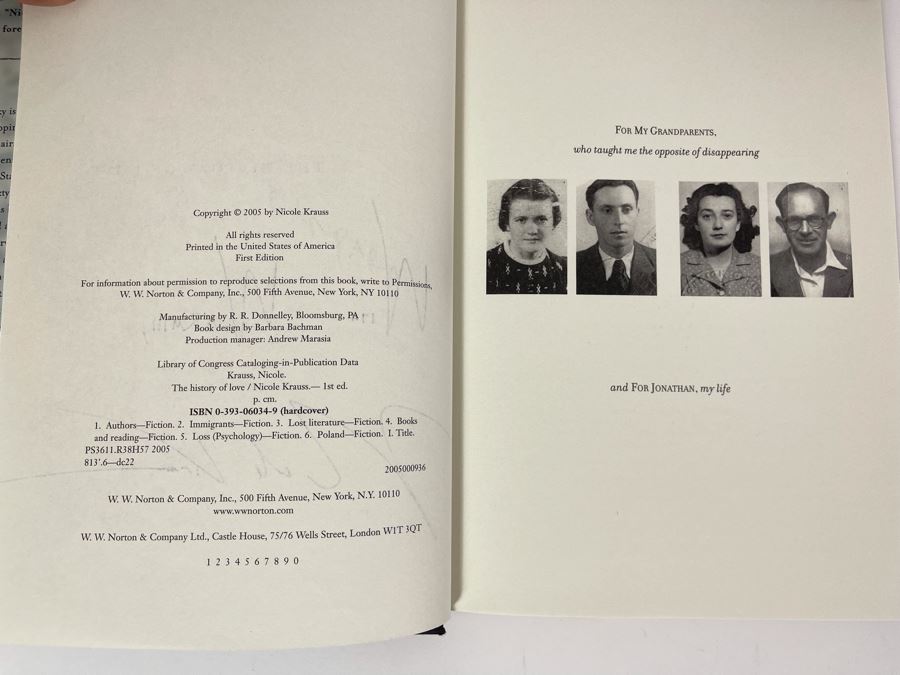 "Ni
fore
Copyright © 2005 by Nicole Krauss
All rights reserved
Printed in the United States of America
First Edition
For information about permission to reproduce selections from this book, write to Permissions,
W. W. Norton & Company, Inc., 500 Fifth Avenue, New York, NY 10110
Manufacturing by R. R. Donnelley, Bloomsburg, PA
Book design by Barbara Bachman
Production manager: Andrew Marasia
Library of Congress Cataloging-in-Publication Data
Krauss, Nicole.
The history of love / Nicole Krauss.— 1st ed.
p. cm.
ISBN 0-393-06034-9 (hardcover)
1. Authors—Fiction. 2. Immigrants—Fiction. 3. Lost literature—Fiction. 4. Books
and reading—Fiction. 5. Loss (Psychology)—Fiction. 6. Poland—Fiction. I. Title.
PS3611.R38H57 2005
813'.6—dc22
2005000936
W. W. Norton & Company, Inc., 500 Fifth Avenue, New York, N.Y. 10110
www.wwnorton.com
W. W. Norton & Company Ltd., Castle House, 75/76 Wells Street, London W1T 3QT
1 2 3 4 5 6 7 8 9 0
FOR MY GRANDPARENTS,
who taught me the opposite of disappearing
and FOR JONATHAN, my life